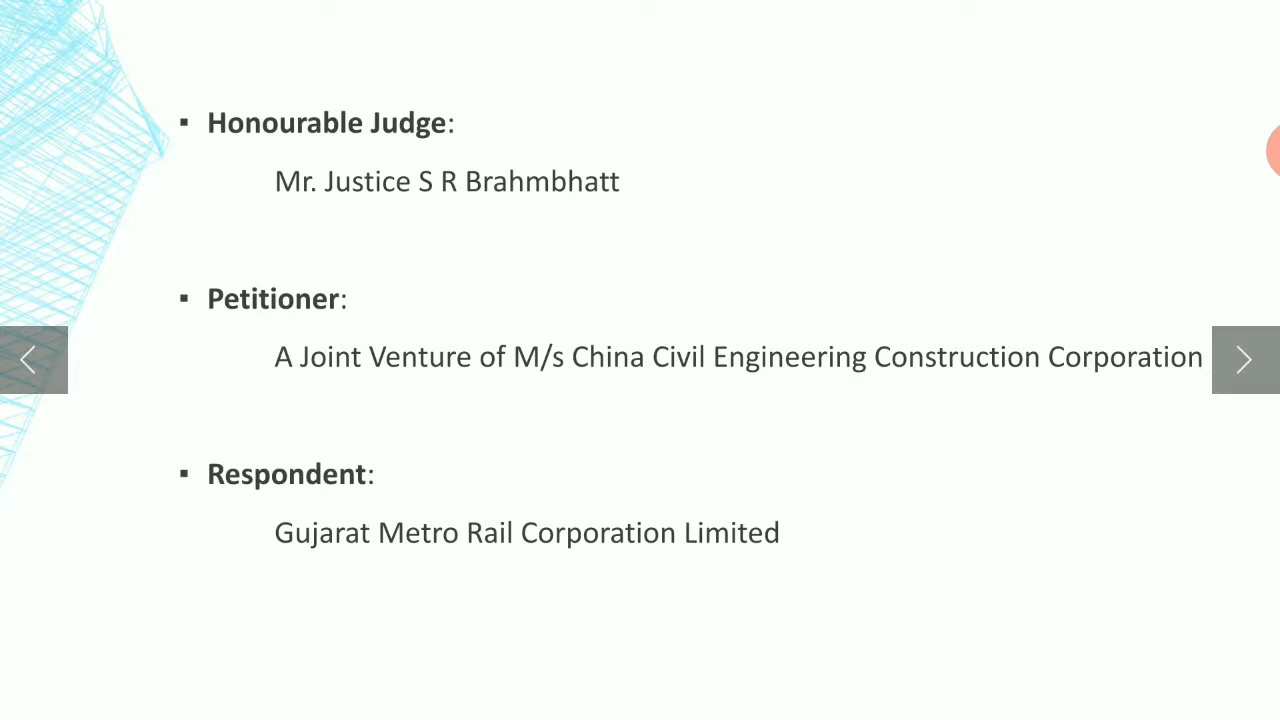 ▪ Honourable Judge:
Mr. Justice S R Brahmbhatt
▪ Petitioner:
A Joint Venture of M/s China Civil Engineering Construction Corporation
▪ Respondent:
Gujarat Metro Rail Corporation Limited